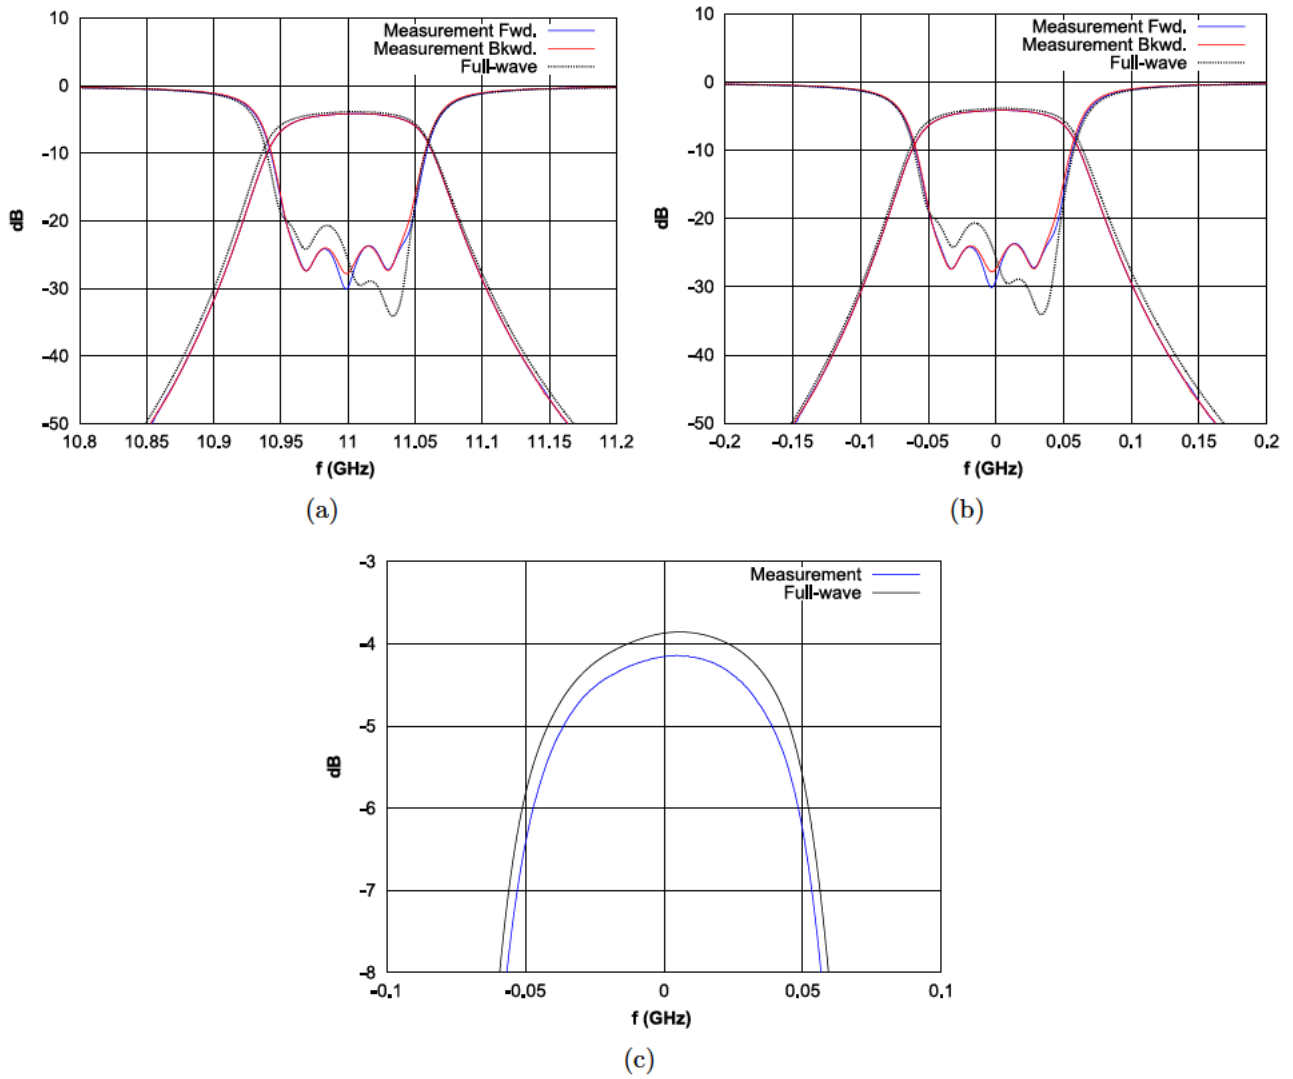 10
0
-10
-20
-30
-40
-50
dB
Measurement Fwd.
Measurement Bkwd.
Full-wave
10.8 10.85 10.9 10.95 11 11.05 11.1 11.15 11.2
f (GHz)
(a)
10
0
-10
-20
-30
-40
-50
dB
Measurement Fwd.
Measurement Bkwd.
Full-wave
-0.2 -0.15 -0.1 -0.05 0 0.05 0.1 0.15 0.2
f (GHz)
(b)
-3
-4
-5
-6
-7
-8
dB
Measurement
Full-wave
-0.1 -0.05 0 0.05 0.1
f (GHz)
(c)